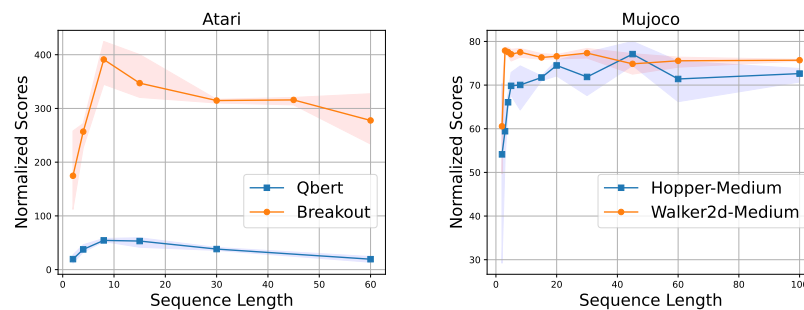 Atari
Normalized Scores
400
300
200
100
0
Qbert
Breakout
0 10 20 30 40 50 60
Sequence Length
Mujoco
Normalized Scores
80
70
60
50
40
30
Hopper-Medium
Walker2d-Medium
0 20 40 60 80 100
Sequence Length